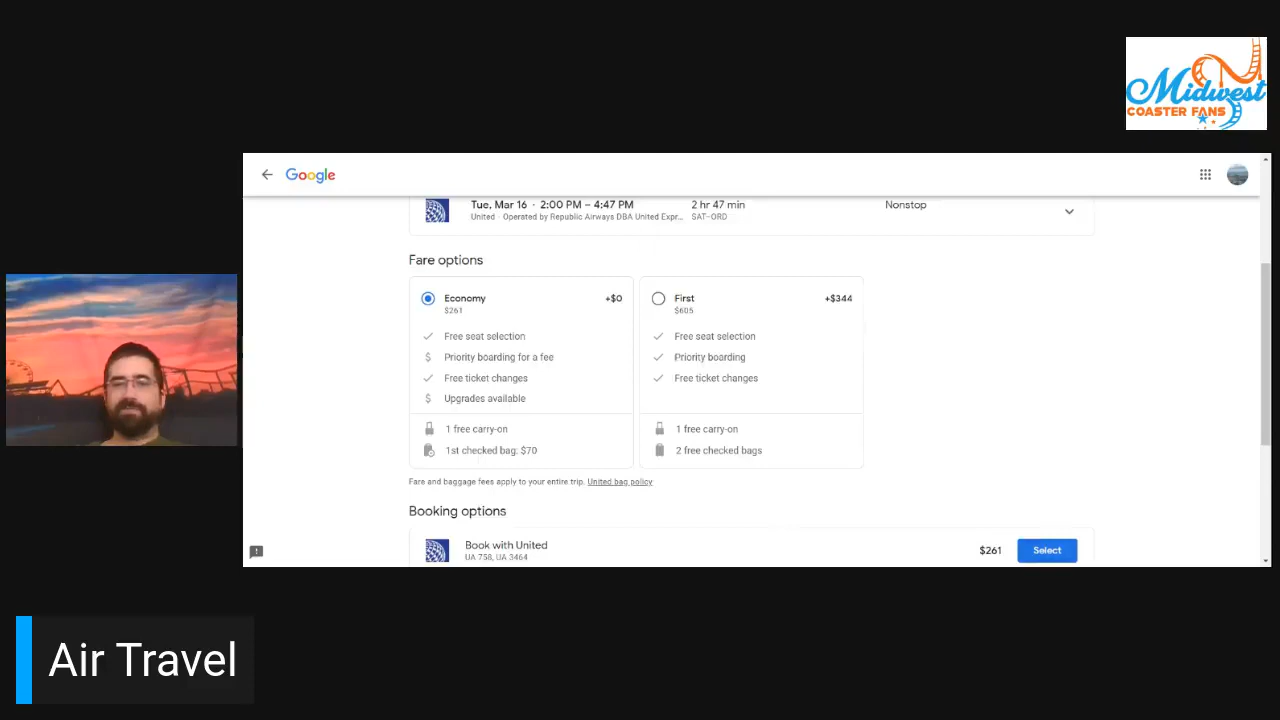 Midwest
COASTER FANS
Google
Tue, Mar 16 · 2:00 PM – 4:47 PM
2 hr 47 min
Nonstop
United · Operated by Republic Airways DBA United Expr...
SAT–ORD
Fare options
Economy
+$0
$261
Free seat selection
$ Priority boarding for a fee
Free ticket changes
$ Upgrades available
1 free carry-on
1st checked bag: $70
First
+$344
$605
Free seat selection
Priority boarding
Free ticket changes
1 free carry-on
2 free checked bags
Fare and baggage fees apply to your entire trip. United bag policy
Booking options
Book with United
UA 758, UA 3464
$261
Select
Air Travel